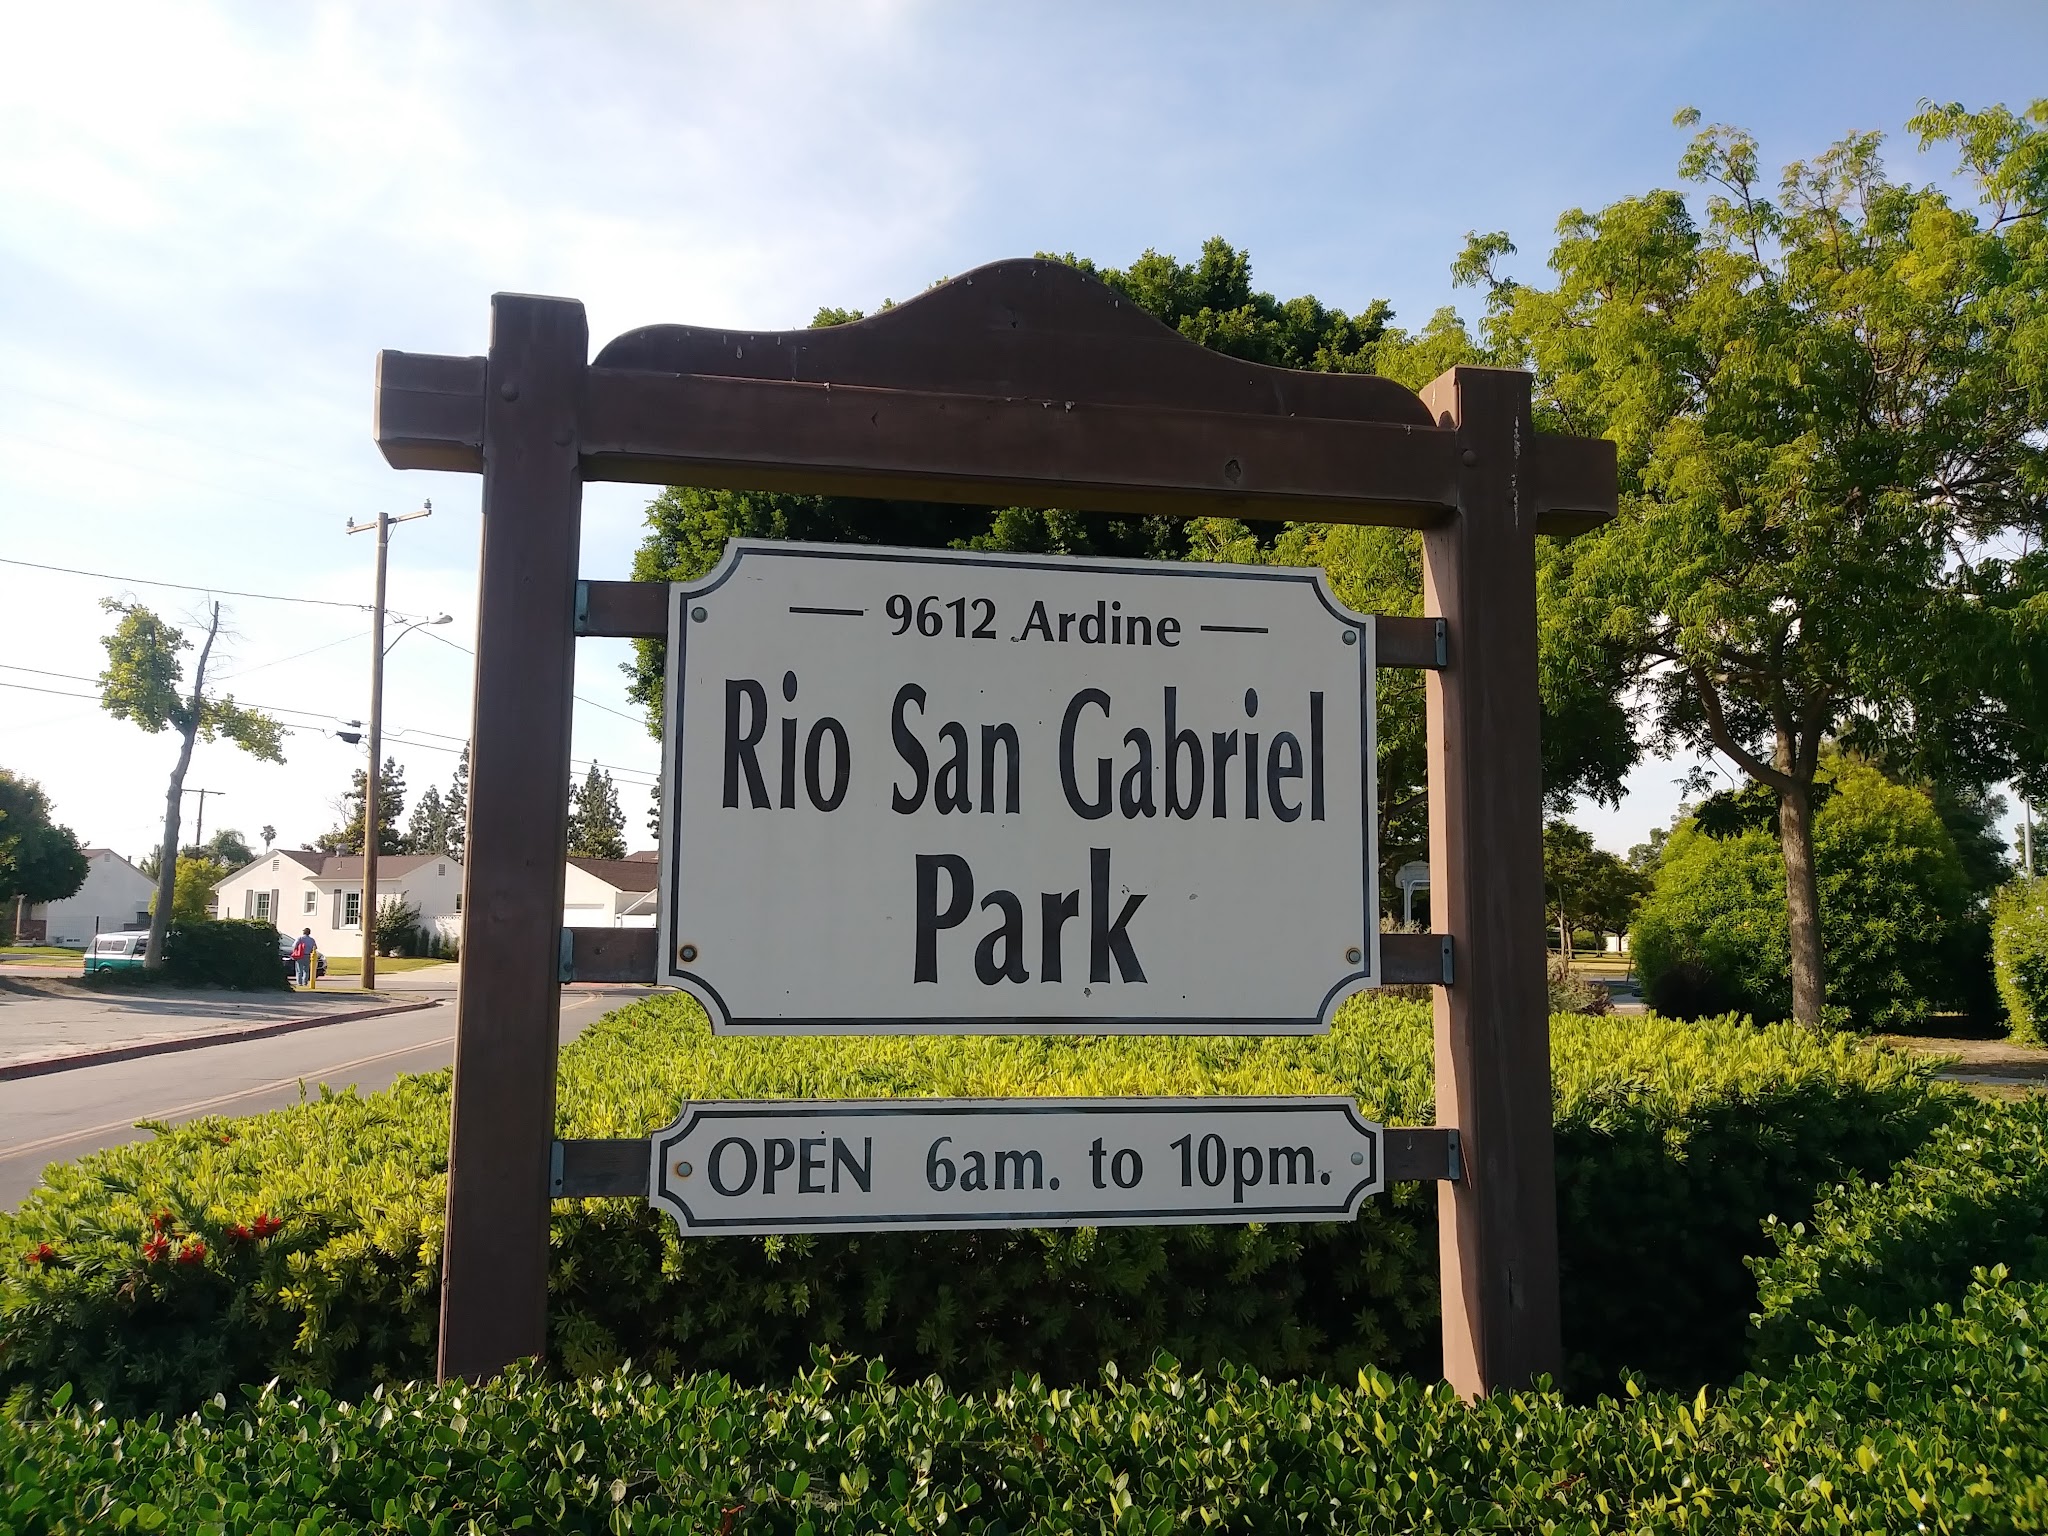 — 9612 Ardine —
Rio San Gabriel
Park
OPEN 6am. to 10pm.